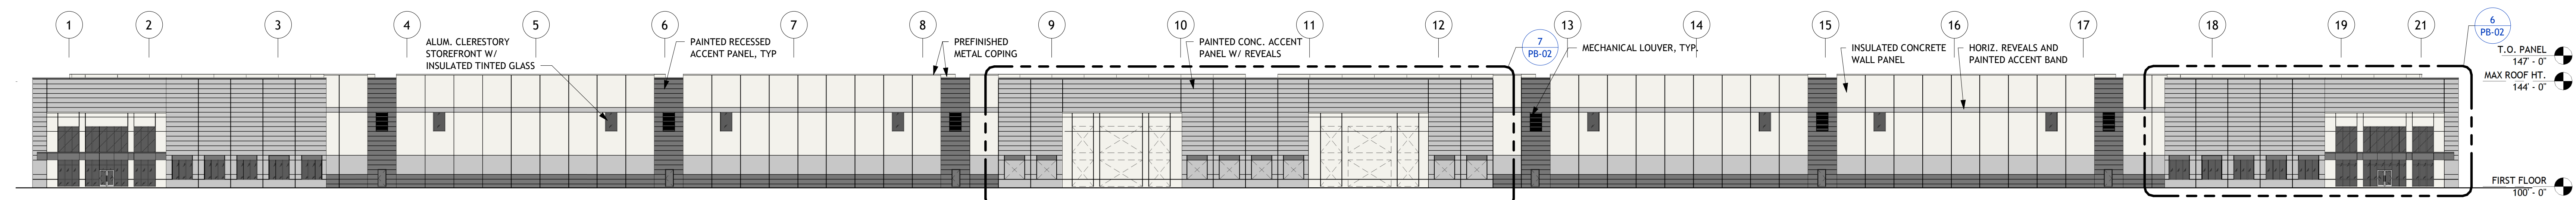 1
2
3
4
5
6
7
8
9
10
11
12
13
14
15
16
17
18
19
21
ALUM. CLERESTORY
STOREFRONT W/
INSULATED TINTED GLASS
PAINTED RECESSED
ACCENT PANEL, TYP
PREFINISHED
METAL COPING
PAINTED CONC. ACCENT
PANEL W/ REVEALS
7
PB-02
MECHANICAL LOUVER, TYP.
INSULATED CONCRETE
WALL PANEL
HORIZ. REVEALS AND
PAINTED ACCENT BAND
6
PB-02
T.O. PANEL
147' - 0"
MAX ROOF HT.
144' - 0"
FIRST FLOOR
100' - 0"